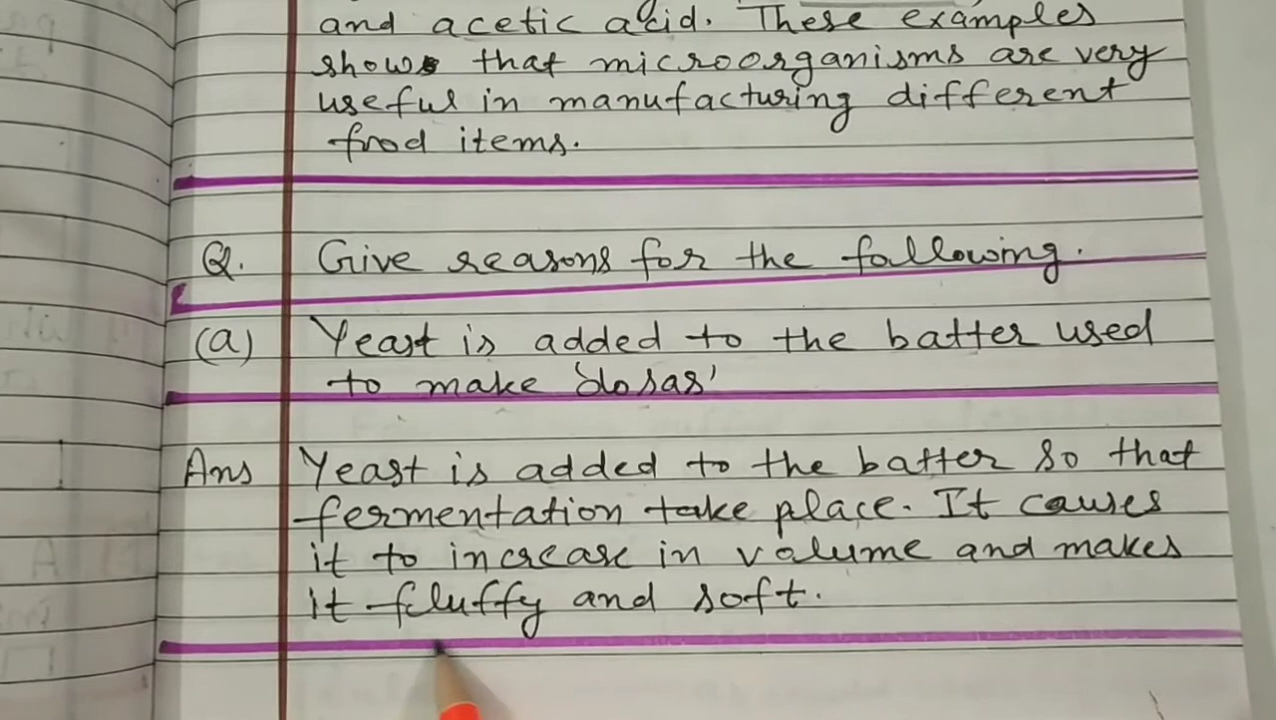 and acetic acid. These examples
shows that microorganisms are very
useful in manufacturing different
food items.
Q. Give reasons for the following.
(a) Yeast is added to the batter used
to make 'dosas'
Ans Yeast is added to the batter so that
fermentation take place. It causes
it to increase in volume and makes
it fluffy and soft.